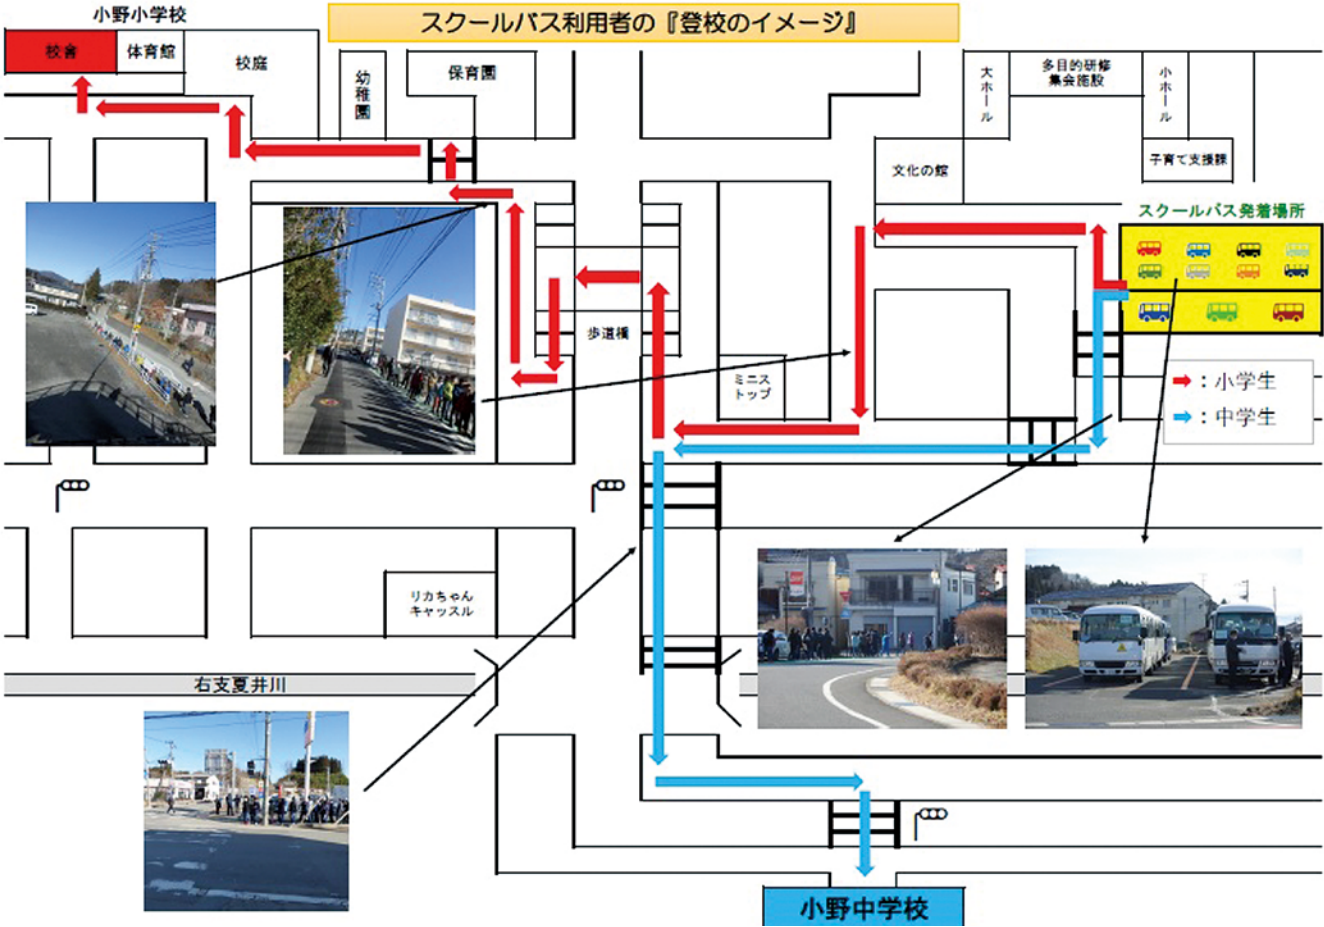 小野小学校
スクールバス利用者の『登校のイメージ』
校舎
体育館
校庭
幼稚園
保育園
大ホール
多目的研修
集会施設
小ホール
文化の館
子育て支援課
スクールバス発着場所
歩道橋
ミニス
トップ
：小学生
：中学生
リカちゃん
キャッスル
右支夏井川
小野中学校